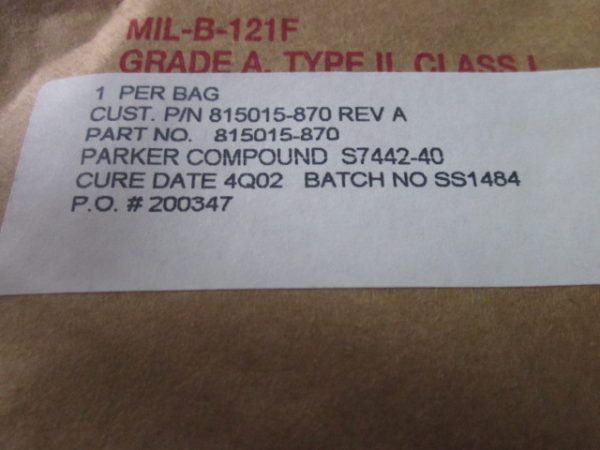 MIL-B-121F
GRADE A, TYPE II, CLASS I
1 PER BAG
CUST. P/N 815015-870 REV A
PART NO. 815015-870
PARKER COMPOUND S7442-40
CURE DATE 4Q02 BATCH NO SS1484
P.O. # 200347